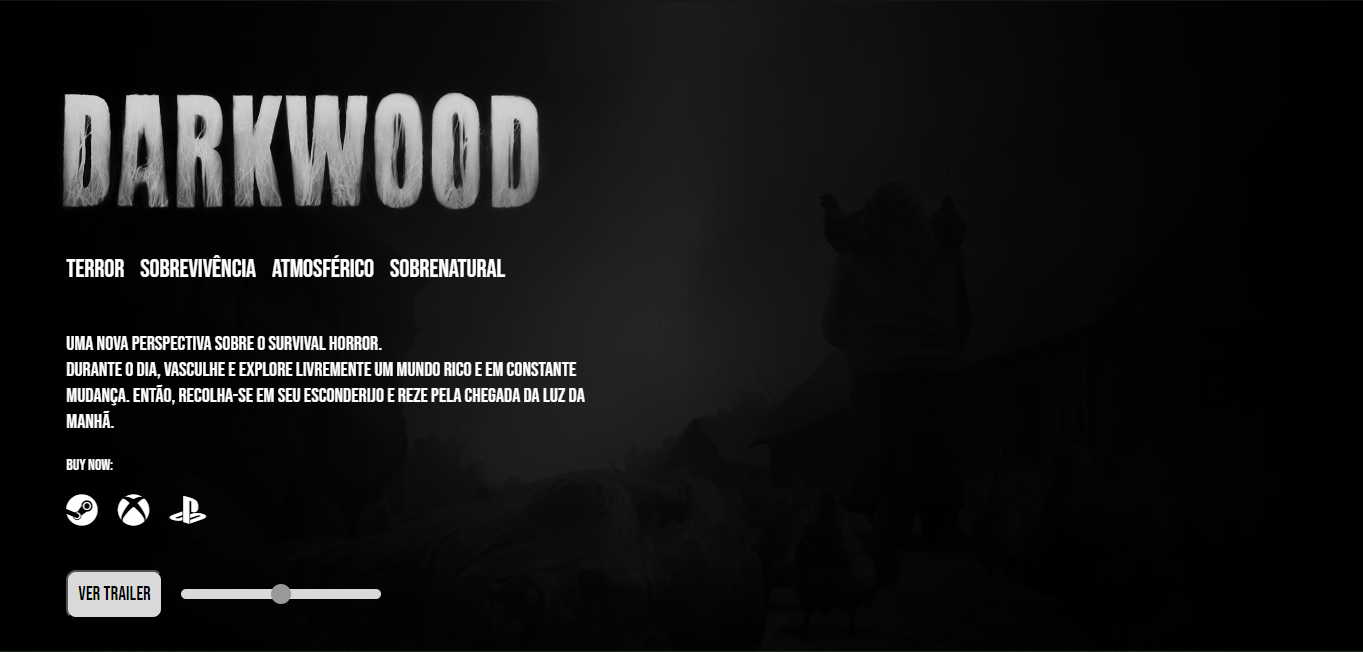 DARKWOOD
TERROR SOBREVIVÊNCIA ATMOSFÉRICO SOBRENATURAL
UMA NOVA PERSPECTIVA SOBRE O SURVIVAL HORROR.
DURANTE O DIA, VASCULHE E EXPLORE LIVREMENTE UM MUNDO RICO E EM CONSTANTE
MUDANÇA. ENTÃO, RECOLHA-SE EM SEU ESCONDERIJO E REZE PELA CHEGADA DA LUZ DA
MANHÃ.
BUY NOW:
VER TRAILER